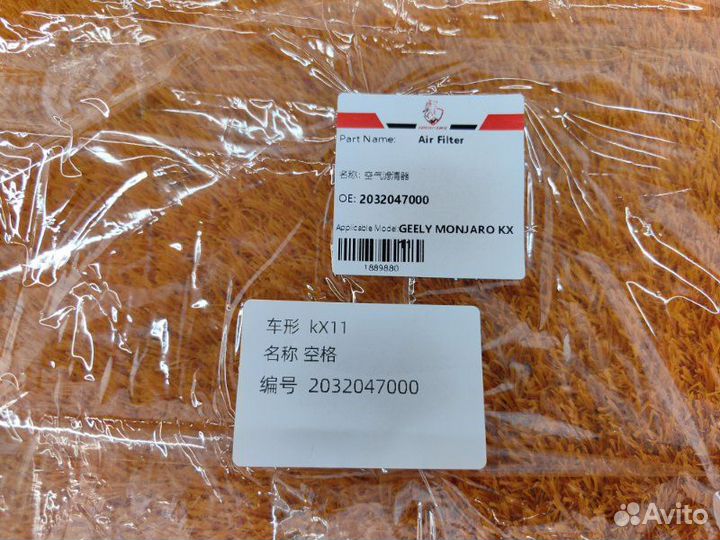 Part Name: Air Filter
名称: 空气滤清器
OE: 2032047000
Applicable Model: GEELY MONJARO KX
11
1889880
车形 kX11
名称 空格
编号 2032047000
Avito